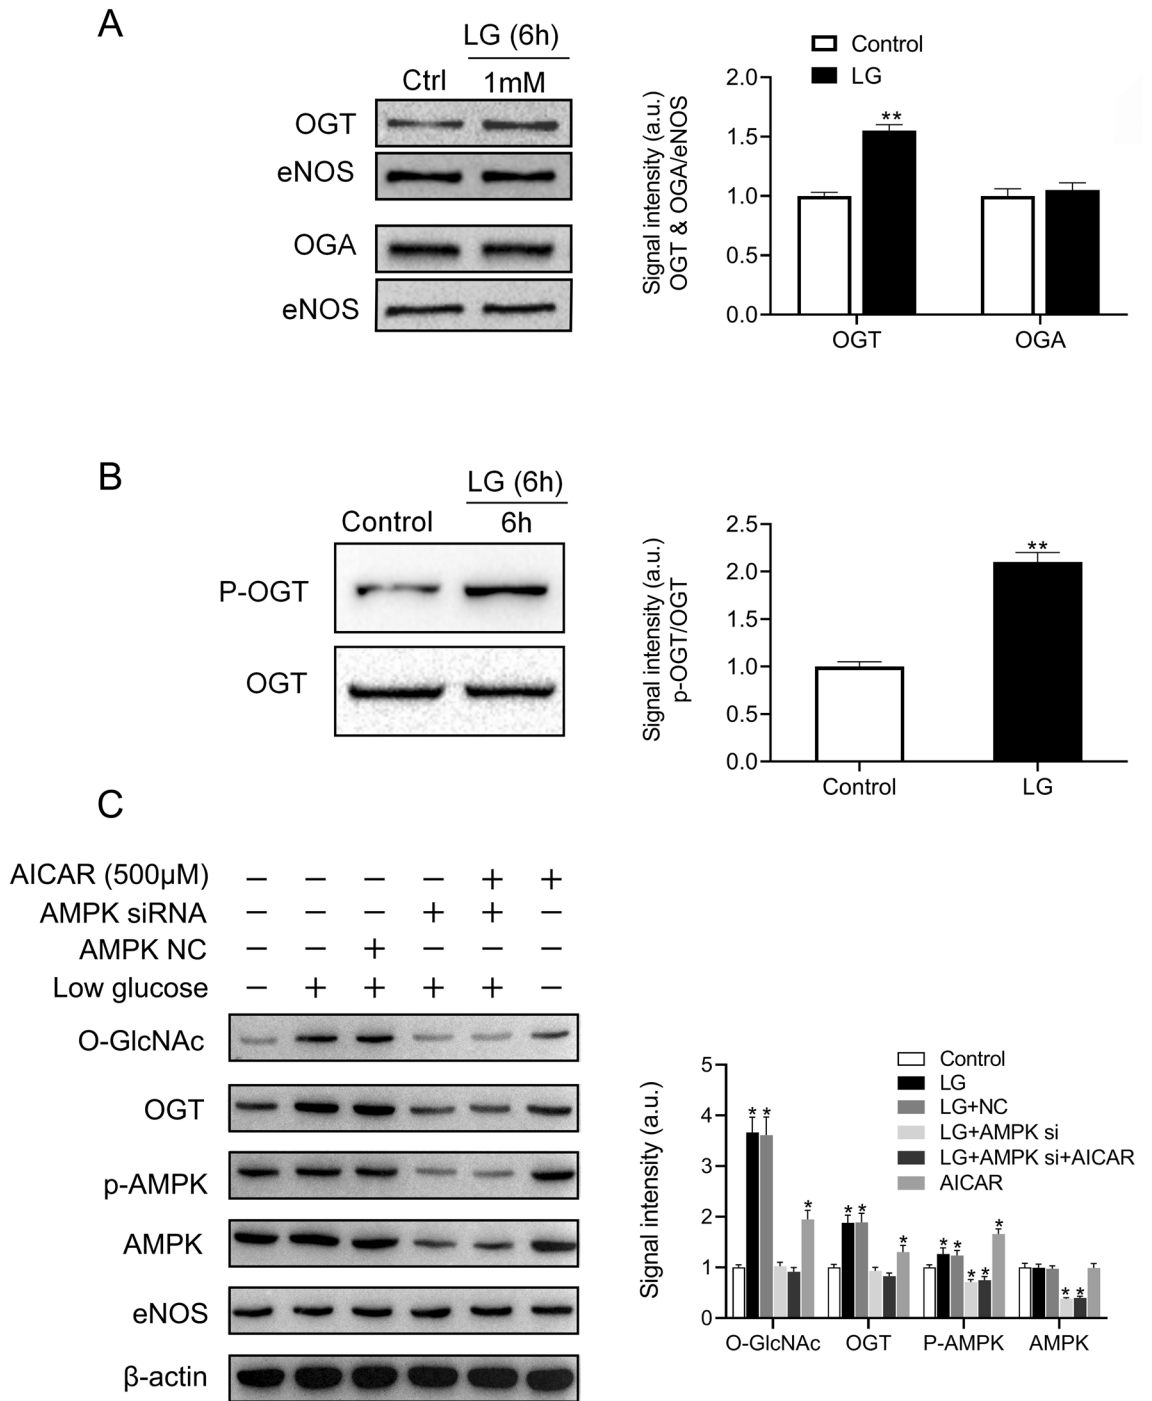 A
LG (6h)
Ctrl 1mM
OGT
eNOS
OGA
eNOS
Control
LG
Signal intensity (a.u.)
OGT & OGA/eNOS
2.0
1.5
1.0
0.5
0.0
**
OGT OGA
B
LG (6h)
Control 6h
P-OGT
OGT
Signal intensity (a.u.)
p-OGT/OGT
2.5
2.0
1.5
1.0
0.5
0.0
**
Control LG
C
AICAR (500μM) − − − − + +
AMPK siRNA − − − + + −
AMPK NC − − + − − −
Low glucose − + + + + −
O-GlcNAc
OGT
p-AMPK
AMPK
eNOS
β-actin
Signal intensity (a.u.)
5
4
3
2
1
0
Control
LG
LG+NC
LG+AMPK si
LG+AMPK si+AICAR
AICAR
* * *
* * *
* * * * *
* *
O-GlcNAc OGT P-AMPK AMPK